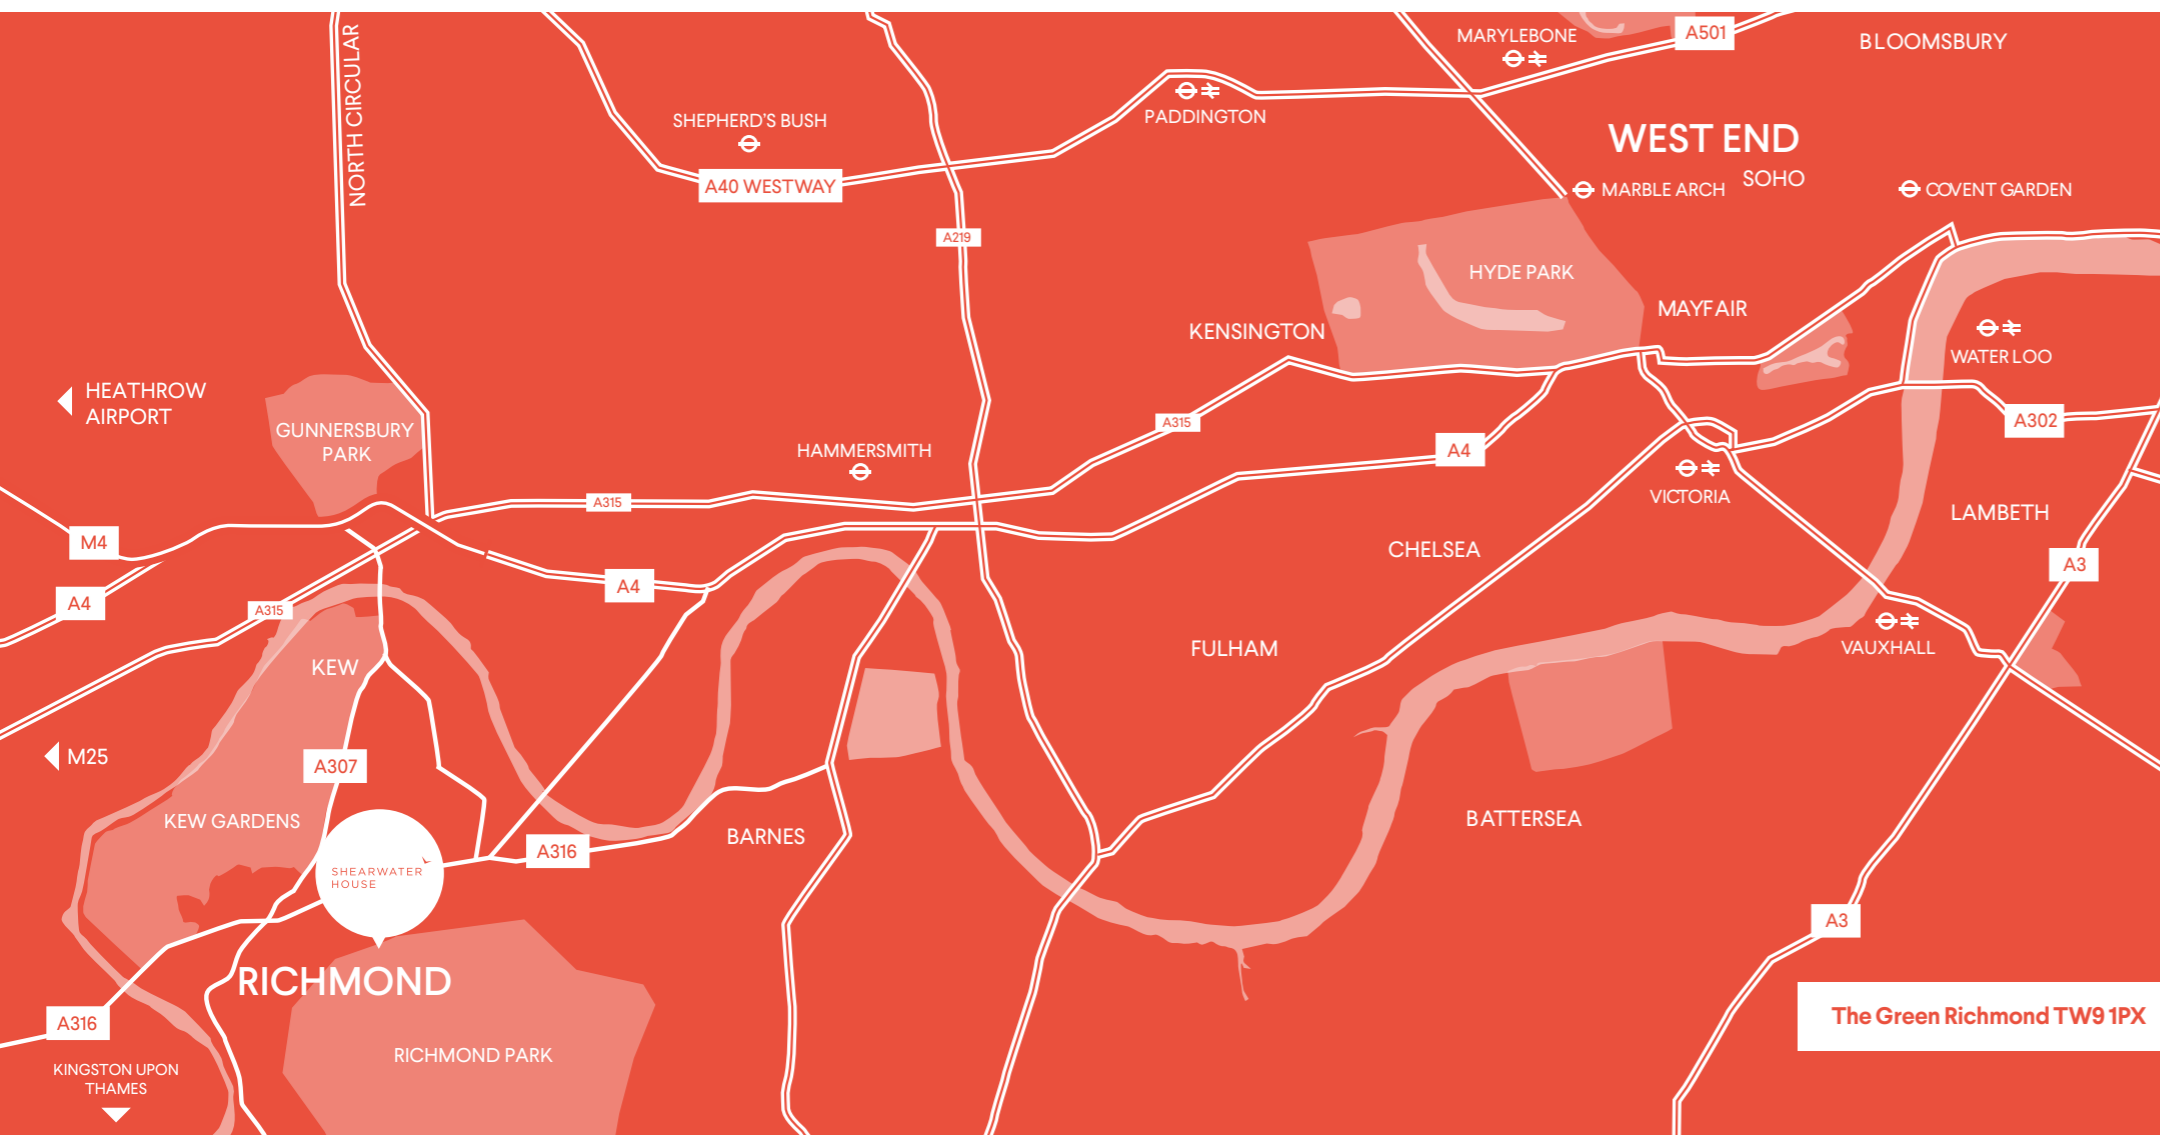 NORTH CIRCULAR
MARYLEBONE
A501
BLOOMSBURY
SHEPHERD'S BUSH
PADDINGTON
WEST END
SOHO
A40 WESTWAY
MARBLE ARCH
COVENT GARDEN
A219
HYDE PARK
MAYFAIR
KENSINGTON
WATERLOO
HEATHROW
AIRPORT
GUNNERSBURY
PARK
A315
A302
HAMMERSMITH
A4
VICTORIA
A315
LAMBETH
M4
CHELSEA
A3
A4
A4
A315
FULHAM
VAUXHALL
KEW
M25
A307
KEW GARDENS
BATTERSEA
BARNES
A316
SHEARWATER
HOUSE
A3
RICHMOND
A316
The Green Richmond TW9 1PX
RICHMOND PARK
KINGSTON UPON
THAMES